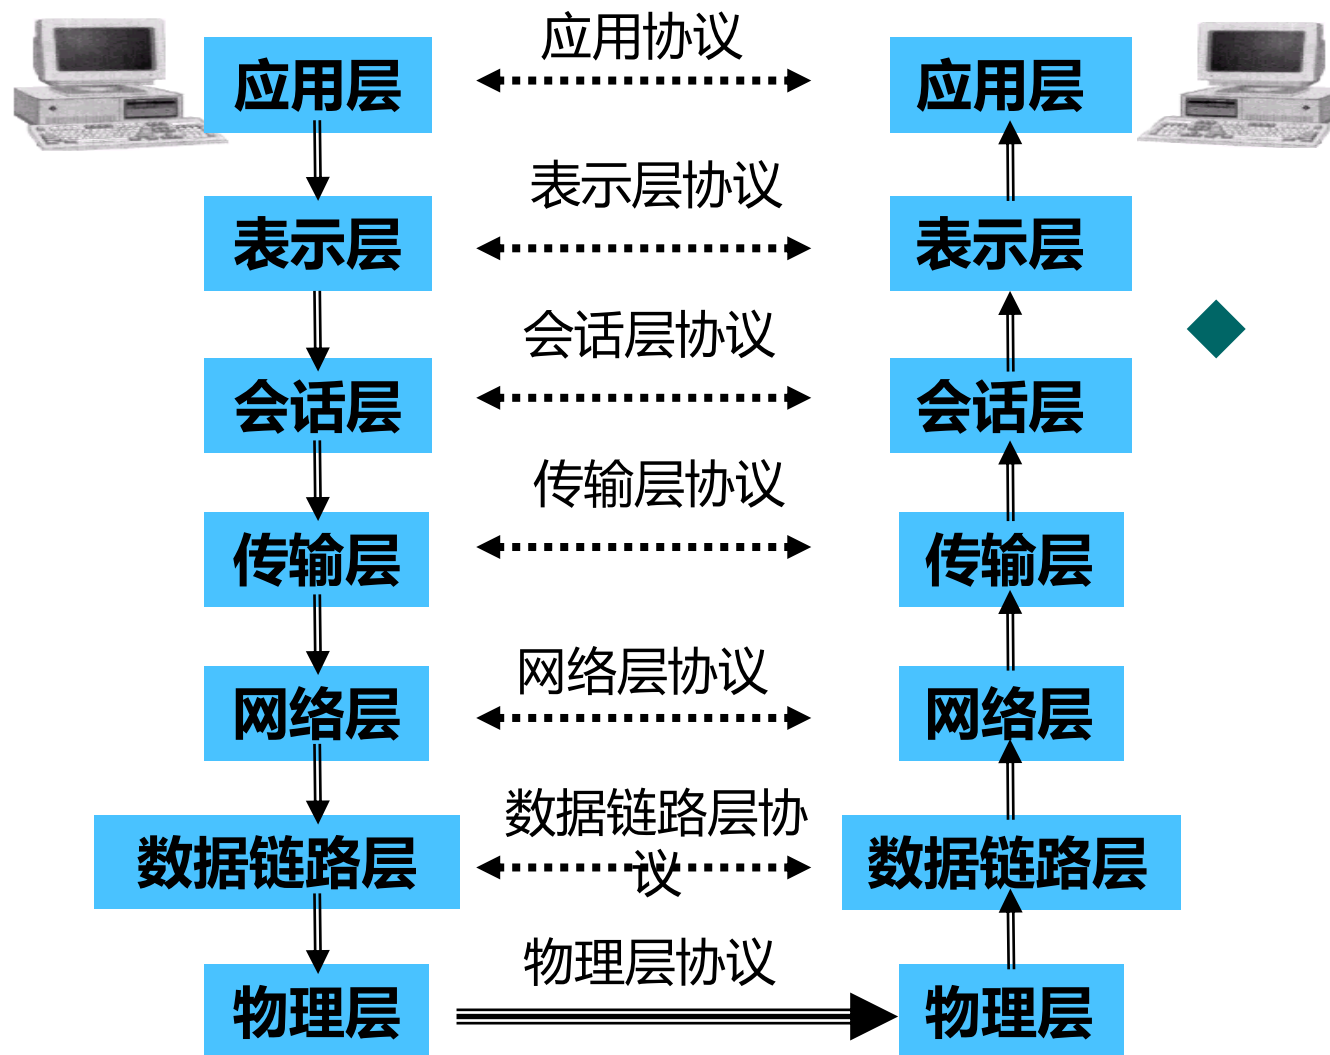 应用协议
应用层
应用层
表示层协议
表示层
表示层
会话层协议
会话层
会话层
传输层协议
传输层
传输层
网络层协议
网络层
网络层
数据链路层协
议
数据链路层
数据链路层
物理层协议
物理层
物理层